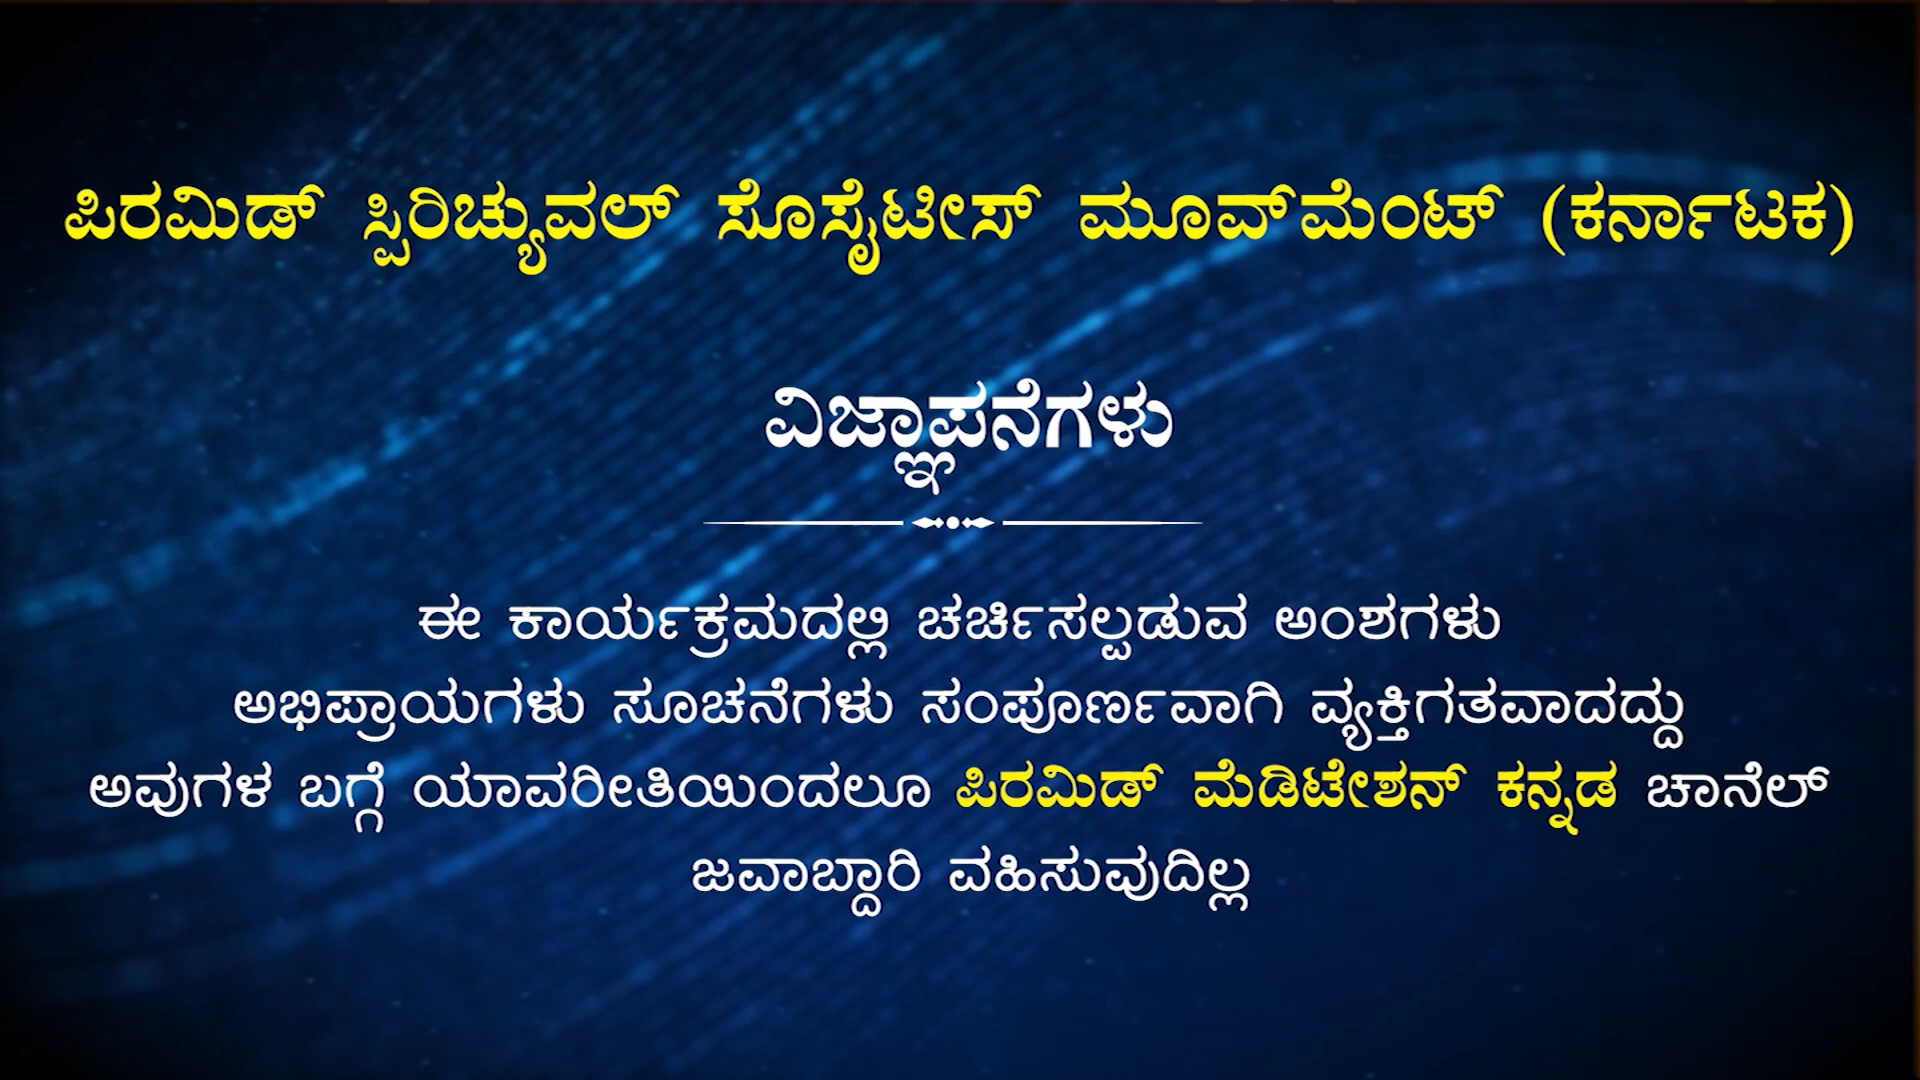 ಪಿರಮಿಡ್ ಸ್ಪಿರಿಚ್ಯುವಲ್ ಸೊಸೈಟೀಸ್ ಮೂವ್‌ಮೆಂಟ್ (ಕರ್ನಾಟಕ)
ವಿಜ್ಞಾಪನೆಗಳು
ಈ ಕಾರ್ಯಕ್ರಮದಲ್ಲಿ ಚರ್ಚಿಸಲ್ಪಡುವ ಅಂಶಗಳು
ಅಭಿಪ್ರಾಯಗಳು ಸೂಚನೆಗಳು ಸಂಪೂರ್ಣವಾಗಿ ವ್ಯಕ್ತಿಗತವಾದದ್ದು
ಅವುಗಳ ಬಗ್ಗೆ ಯಾವರೀತಿಯಿಂದಲೂ ಪಿರಮಿಡ್ ಮೆಡಿಟೇಶನ್ ಕನ್ನಡ ಚಾನೆಲ್
ಜವಾಬ್ದಾರಿ ವಹಿಸುವುದಿಲ್ಲ